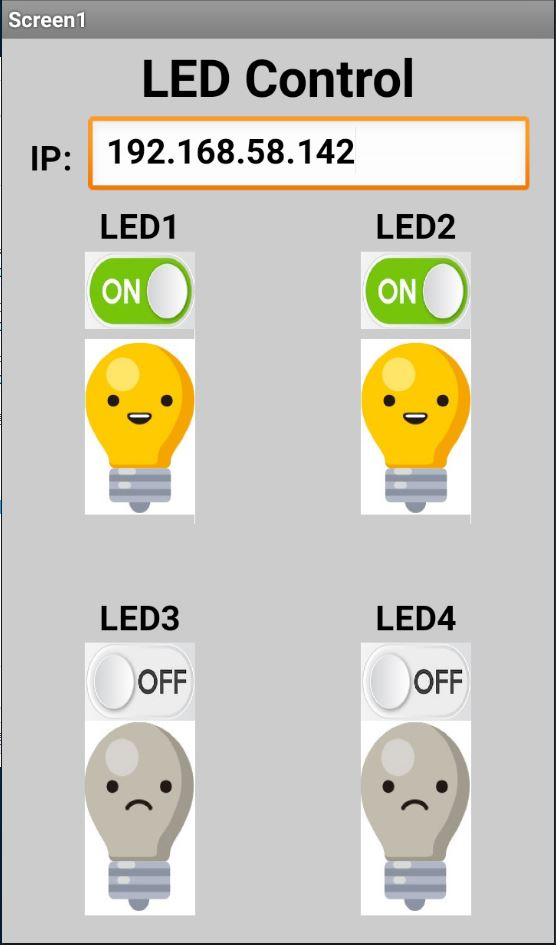 Screen1
LED Control
IP: 192.168.58.142
LED1 LED2
ON ON
LED3 LED4
OFF OFF